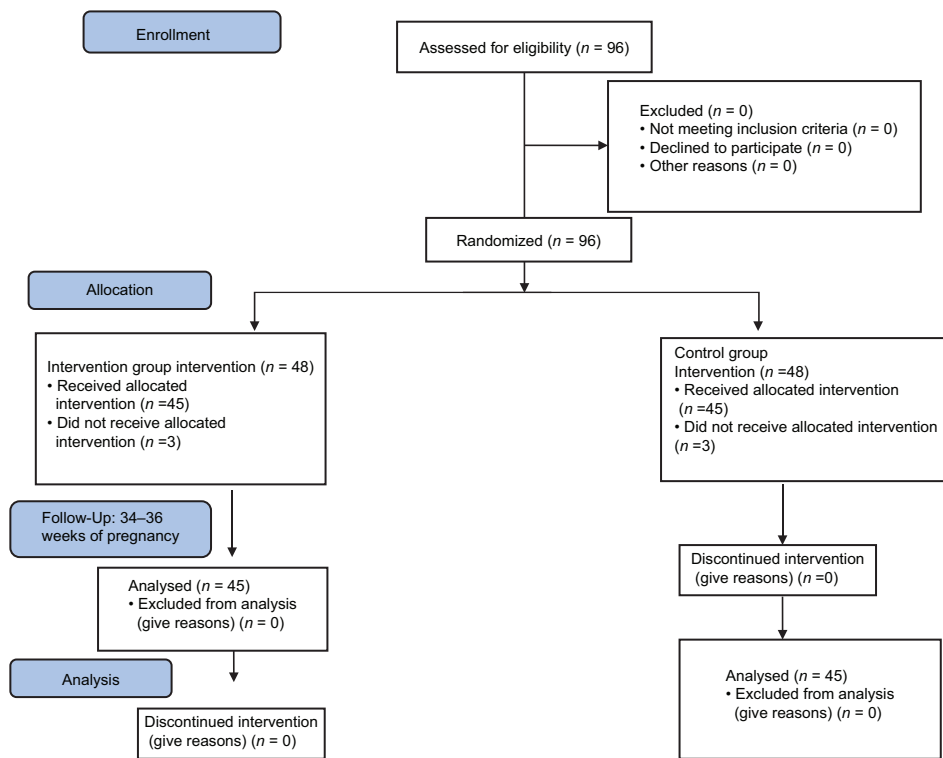 Enrollment
Assessed for eligibility (n = 96)
Excluded (n = 0)
• Not meeting inclusion criteria (n = 0)
• Declined to participate (n = 0)
• Other reasons (n = 0)
Randomized (n = 96)
Allocation
Intervention group intervention (n = 48)
• Received allocated
intervention (n =45)
• Did not receive allocated
intervention (n =3)
Control group
Intervention (n =48)
• Received allocated intervention
(n =45)
• Did not receive allocated intervention
(n =3)
Follow-Up: 34–36
weeks of pregnancy
Analysed (n = 45)
• Excluded from analysis
(give reasons) (n = 0)
Discontinued intervention
(give reasons) (n =0)
Analysis
Discontinued intervention
(give reasons) (n = 0)
Analysed (n = 45)
• Excluded from analysis
(give reasons) (n = 0)